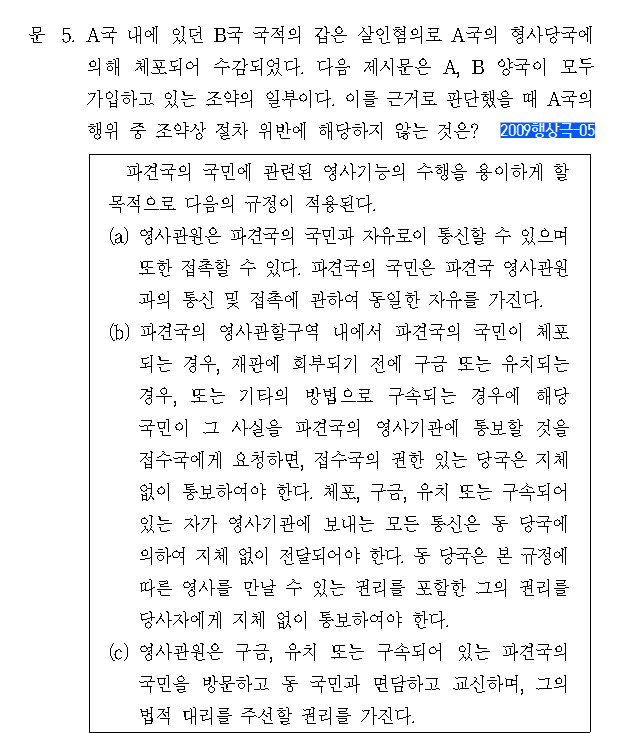 문 5. A국 내에 있던 B국 국적의 갑은 살인혐의로 A국의 형사당국에
의해 체포되어 수감되었다. 다음 제시문은 A, B 양국이 모두
가입하고 있는 조약의 일부이다. 이를 근거로 판단했을 때 A국의
행위 중 조약상 절차 위반에 해당하지 않는 것은? 2009행상극-05
파견국의 국민에 관련된 영사기능의 수행을 용이하게 할
목적으로 다음의 규정이 적용된다.
(a) 영사관원은 파견국의 국민과 자유로이 통신할 수 있으며
또한 접촉할 수 있다. 파견국의 국민은 파견국 영사관원
과의 통신 및 접촉에 관하여 동일한 자유를 가진다.
(b) 파견국의 영사관할구역 내에서 파견국의 국민이 체포
되는 경우, 재판에 회부되기 전에 구금 또는 유치되는
경우, 또는 기타의 방법으로 구속되는 경우에 해당
국민이 그 사실을 파견국의 영사기관에 통보할 것을
접수국에게 요청하면, 접수국의 권한 있는 당국은 지체
없이 통보하여야 한다. 체포, 구금, 유치 또는 구속되어
있는 자가 영사기관에 보내는 모든 통신은 동 당국에
의하여 지체 없이 전달되어야 한다. 동 당국은 본 규정에
따른 영사를 만날 수 있는 권리를 포함한 그의 권리를
당사자에게 지체 없이 통보하여야 한다.
(c) 영사관원은 구금, 유치 또는 구속되어 있는 파견국의
국민을 방문하고 동 국민과 면담하고 교신하며, 그의
법적 대리를 주선할 권리를 가진다.